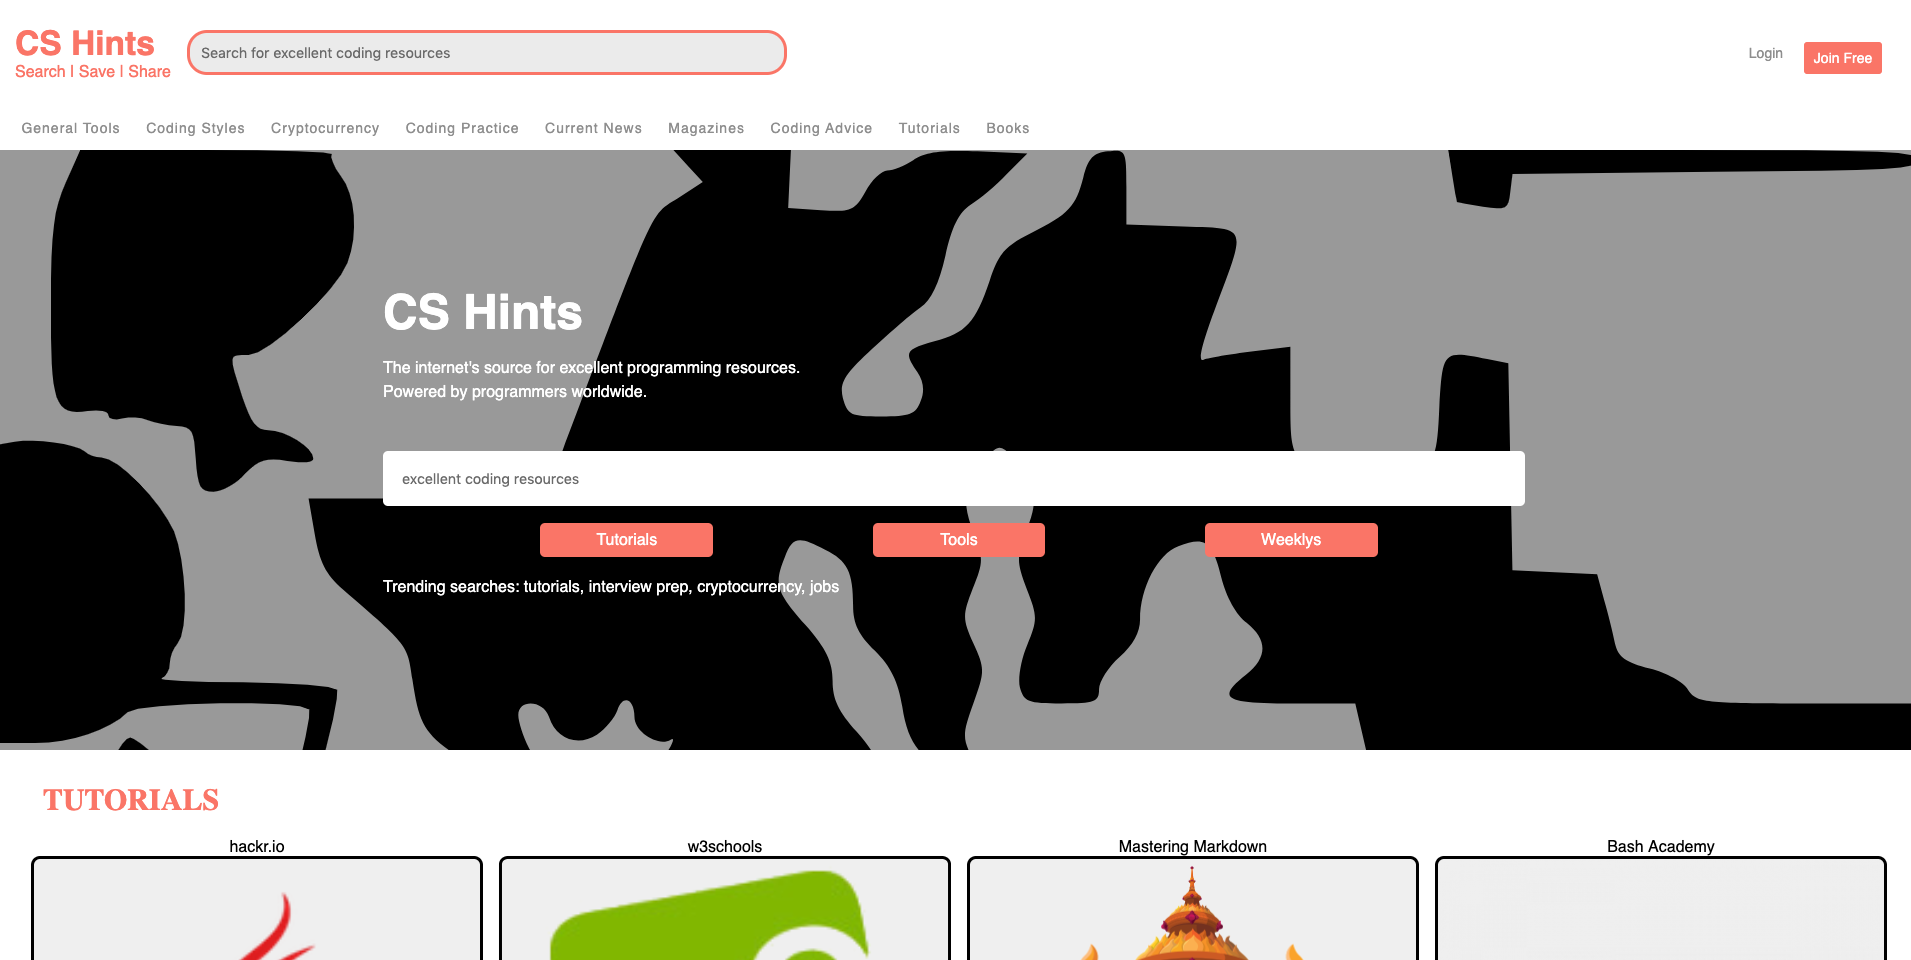 CS Hints
Search | Save | Share
Search for excellent coding resources
Login
Join Free
General Tools
Coding Styles
Cryptocurrency
Coding Practice
Current News
Magazines
Coding Advice
Tutorials
Books
CS Hints
The internet's source for excellent programming resources.
Powered by programmers worldwide.
excellent coding resources
Tutorials
Tools
Weeklys
Trending searches: tutorials, interview prep, cryptocurrency, jobs
TUTORIALS
hackr.io
w3schools
Mastering Markdown
Bash Academy